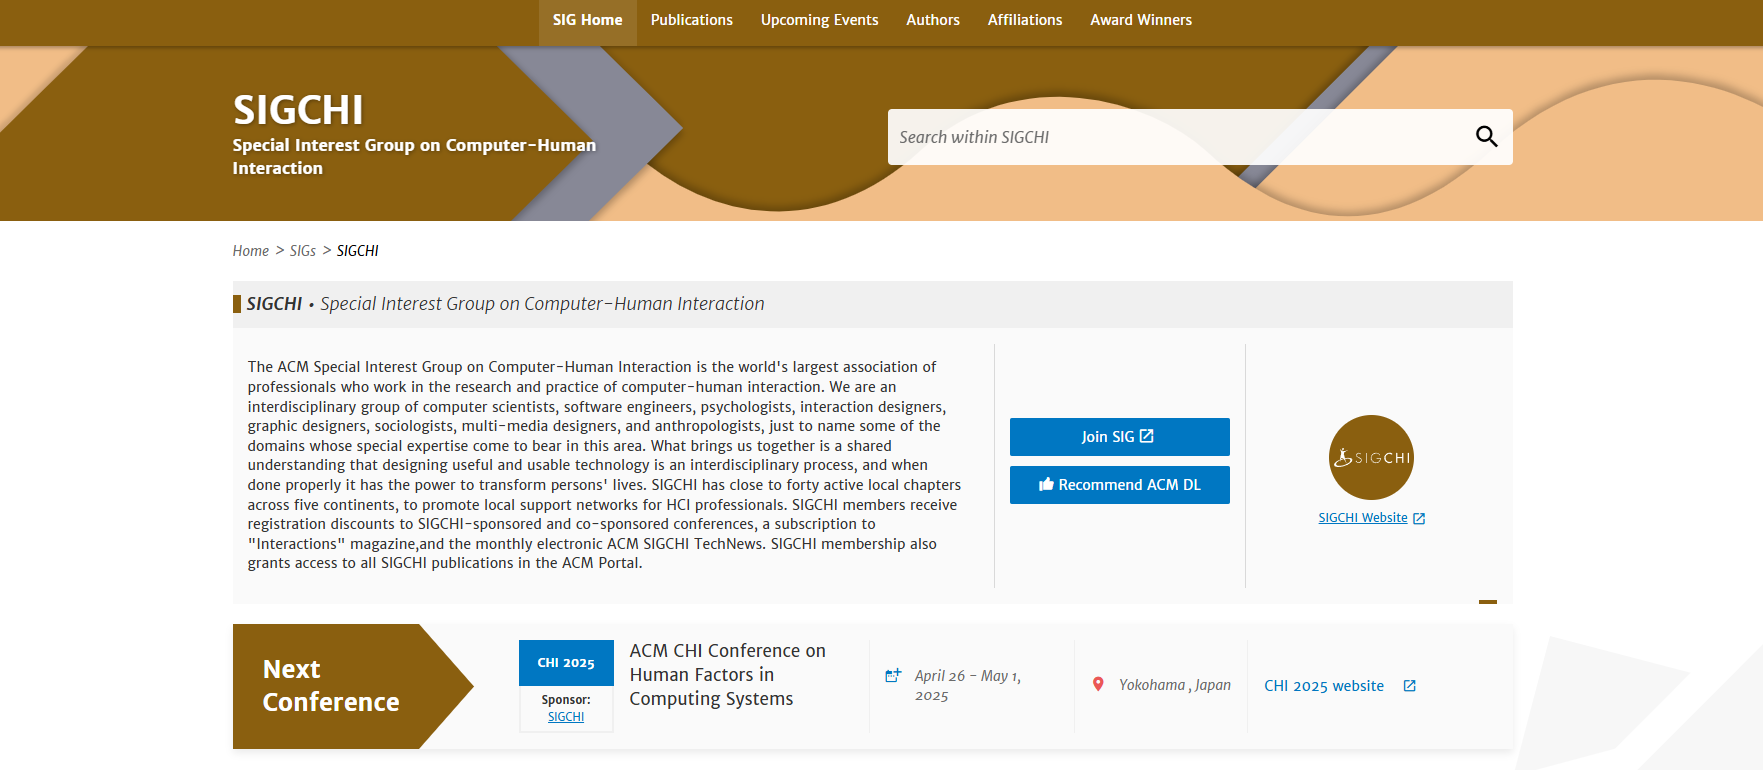 SIG Home Publications Upcoming Events Authors Affiliations Award Winners
SIGCHI
Special Interest Group on Computer-Human
Interaction
Search within SIGCHI
Home > SIGs > SIGCHI
SIGCHI • Special Interest Group on Computer-Human Interaction
The ACM Special Interest Group on Computer-Human Interaction is the world's largest association of
professionals who work in the research and practice of computer-human interaction. We are an
interdisciplinary group of computer scientists, software engineers, psychologists, interaction designers,
graphic designers, sociologists, multi-media designers, and anthropologists, just to name some of the
domains whose special expertise come to bear in this area. What brings us together is a shared
understanding that designing useful and usable technology is an interdisciplinary process, and when
done properly it has the power to transform persons' lives. SIGCHI has close to forty active local chapters
across five continents, to promote local support networks for HCI professionals. SIGCHI members receive
registration discounts to SIGCHI-sponsored and co-sponsored conferences, a subscription to
"Interactions" magazine,and the monthly electronic ACM SIGCHI TechNews. SIGCHI membership also
grants access to all SIGCHI publications in the ACM Portal.
Join SIG
Recommend ACM DL
SIGCHI
SIGCHI Website
Next
Conference
CHI 2025
Sponsor:
SIGCHI
ACM CHI Conference on
Human Factors in
Computing Systems
April 26 - May 1,
2025
Yokohama , Japan
CHI 2025 website